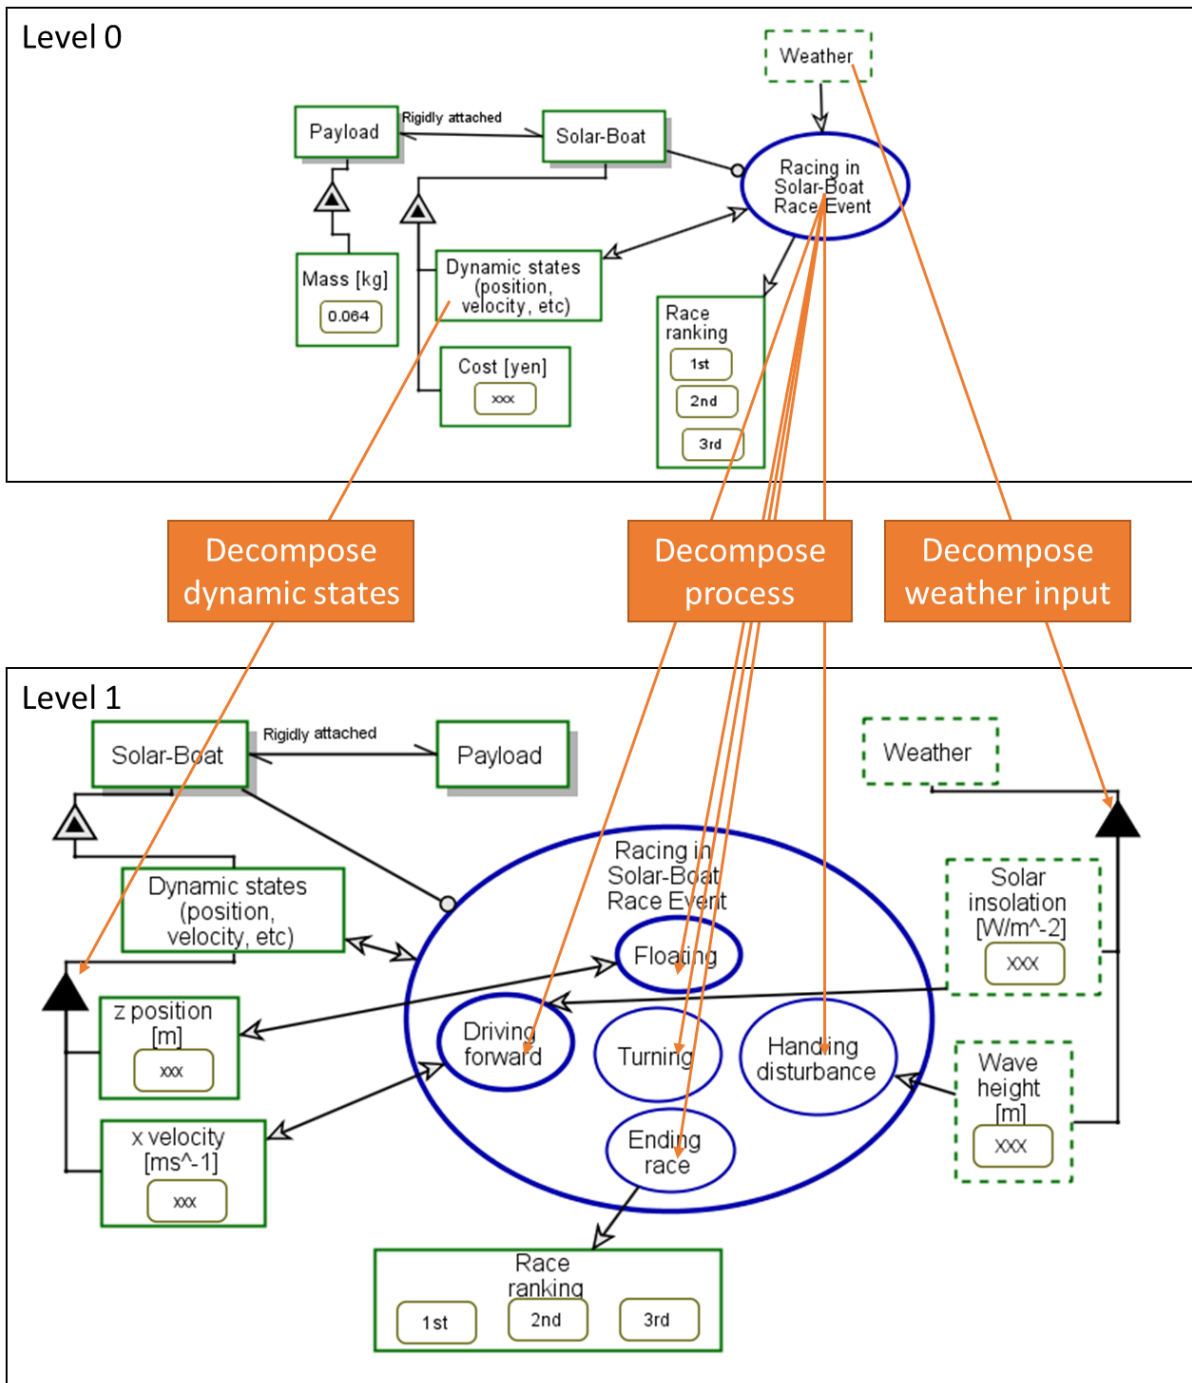 Level 0
Weather
Payload
Rigidly attached
Solar-Boat
Racing in
Solar-Boat
Race Event
Mass [kg]
0.064
Dynamic states
(position,
velocity, etc)
Cost [yen]
xxx
Race
ranking
1st
2nd
3rd
Decompose
dynamic states
Decompose
process
Decompose
weather input
Level 1
Solar-Boat
Rigidly attached
Payload
Weather
Racing in
Solar-Boat
Race Event
Dynamic states
(position,
velocity, etc)
Floating
Solar
insolation
[W/m^-2]
XXX
z position
[m]
xxx
Driving
forward
Turning
Handling
disturbance
Wave
height
[m]
XXX
x velocity
[ms^-1]
xxx
Ending
race
Race
ranking
1st
2nd
3rd